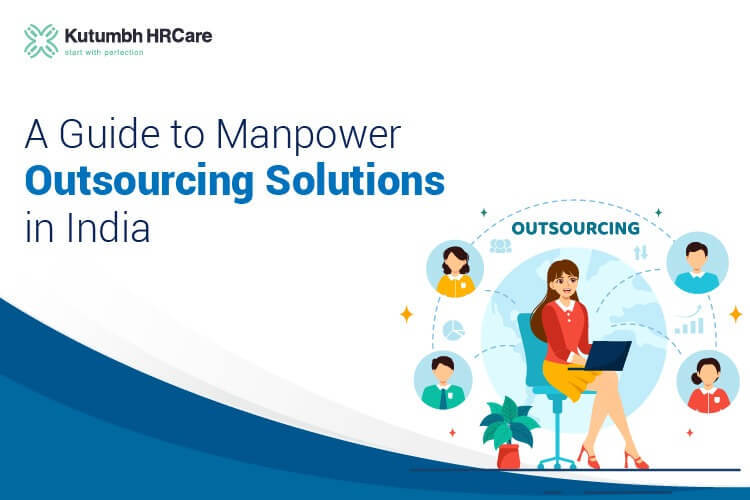 Kutumbh HRCare
start with perfection
A Guide to Manpower
Outsourcing Solutions
in India
OUTSOURCING